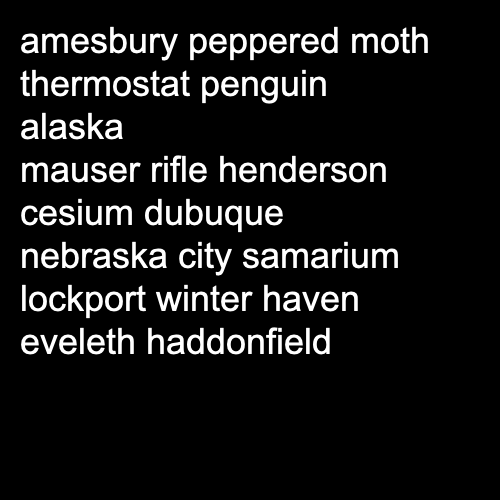 amesbury peppered moth
thermostat penguin
alaska
mauser rifle henderson
cesium dubuque
nebraska city samarium
lockport winter haven
eveleth haddonfield